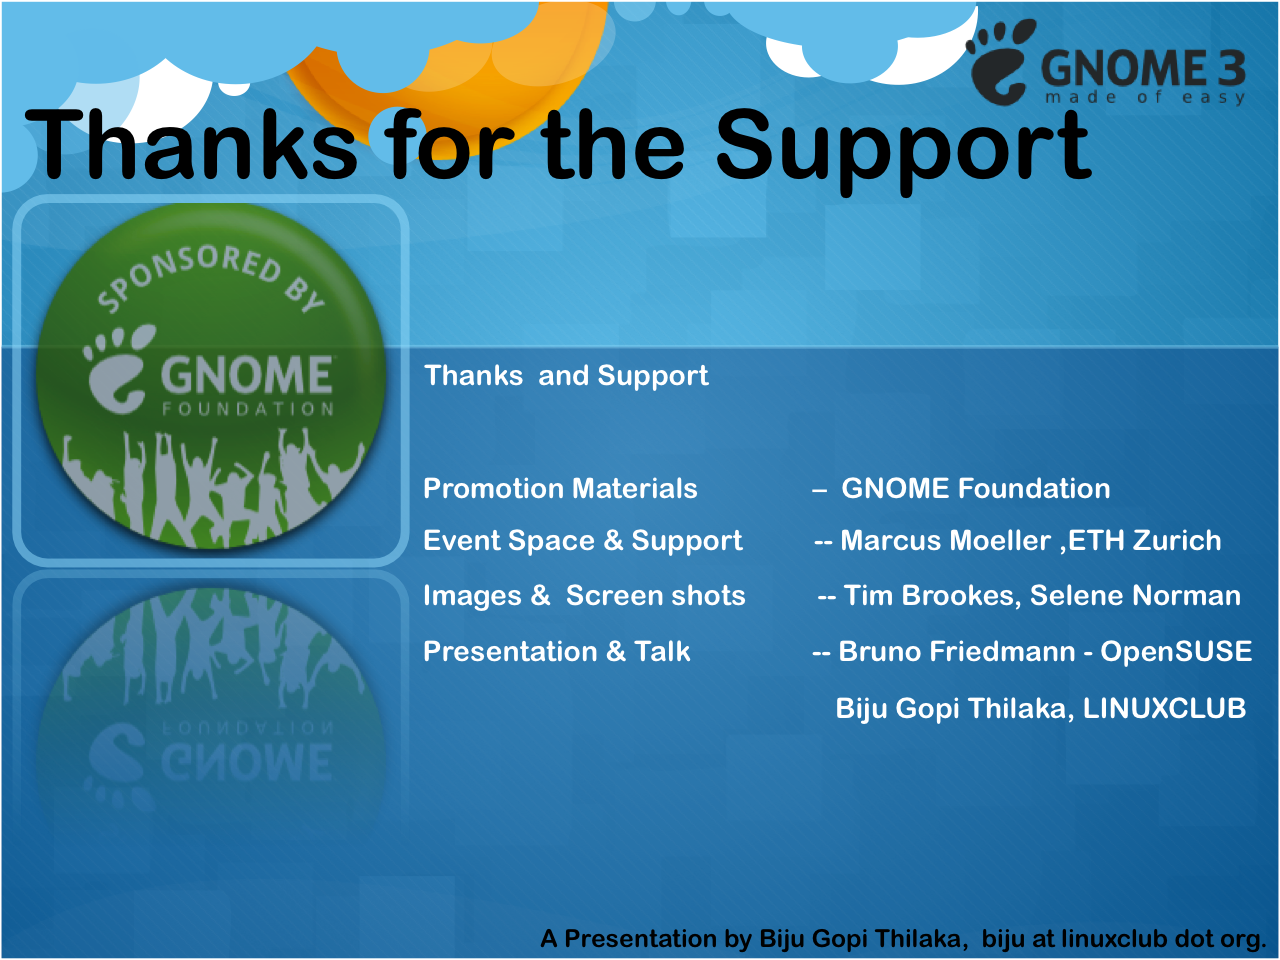 GNOME 3
made of easy
Thanks for the Support
SPONSORED BY
GNOME
FOUNDATION
Thanks and Support
Promotion Materials – GNOME Foundation
Event Space & Support -- Marcus Moeller ,ETH Zurich
Images & Screen shots -- Tim Brookes, Selene Norman
Presentation & Talk -- Bruno Friedmann - OpenSUSE
Biju Gopi Thilaka, LINUXCLUB
FOUNDATION
GNOME
A Presentation by Biju Gopi Thilaka, biju at linuxclub dot org.